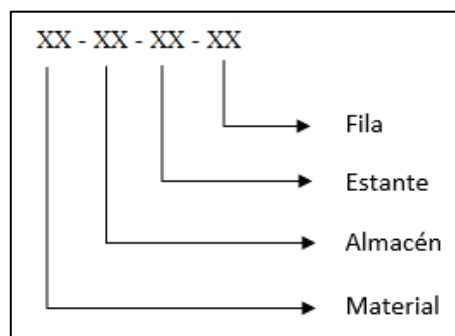 XX - XX - XX - XX
Fila
Estante
Almacén
Material